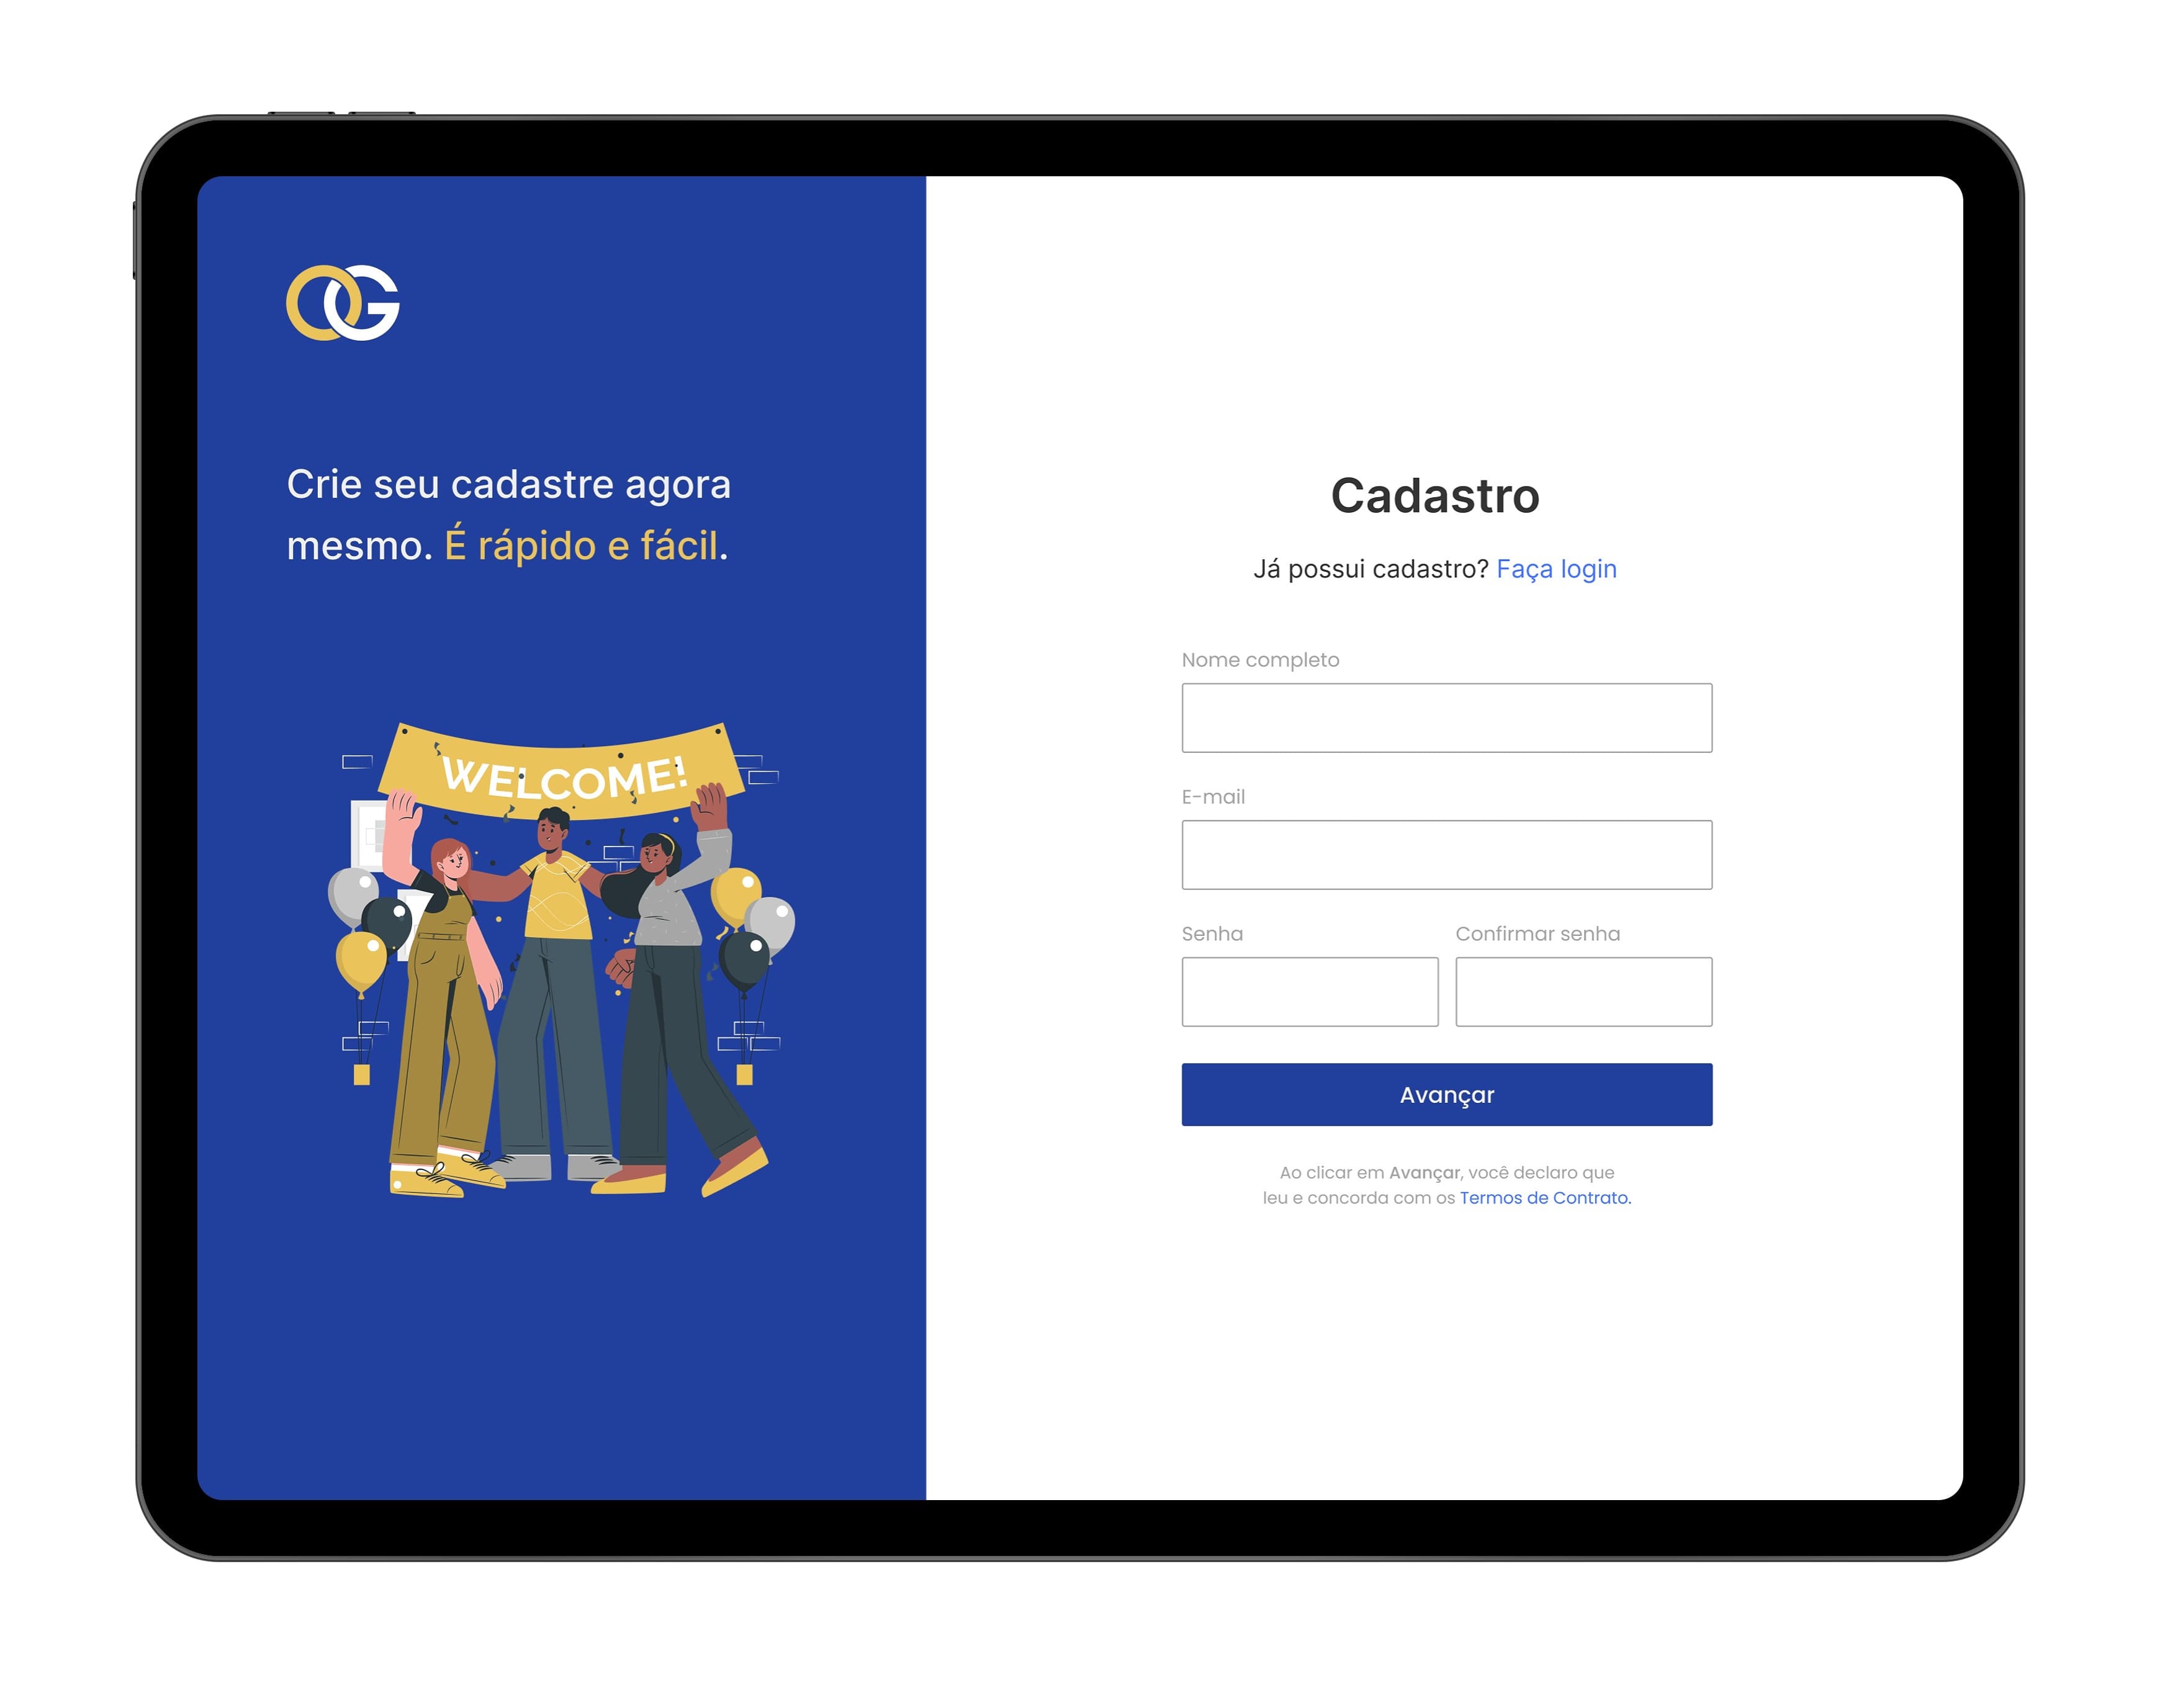 OG
Crie seu cadastre agora
mesmo. É rápido e fácil.
WELCOME!
Cadastro
Já possui cadastro? Faça login
Nome completo
E-mail
Senha
Confirmar senha
Avançar
Ao clicar em Avançar, você declaro que
leu e concorda com os Termos de Contrato.